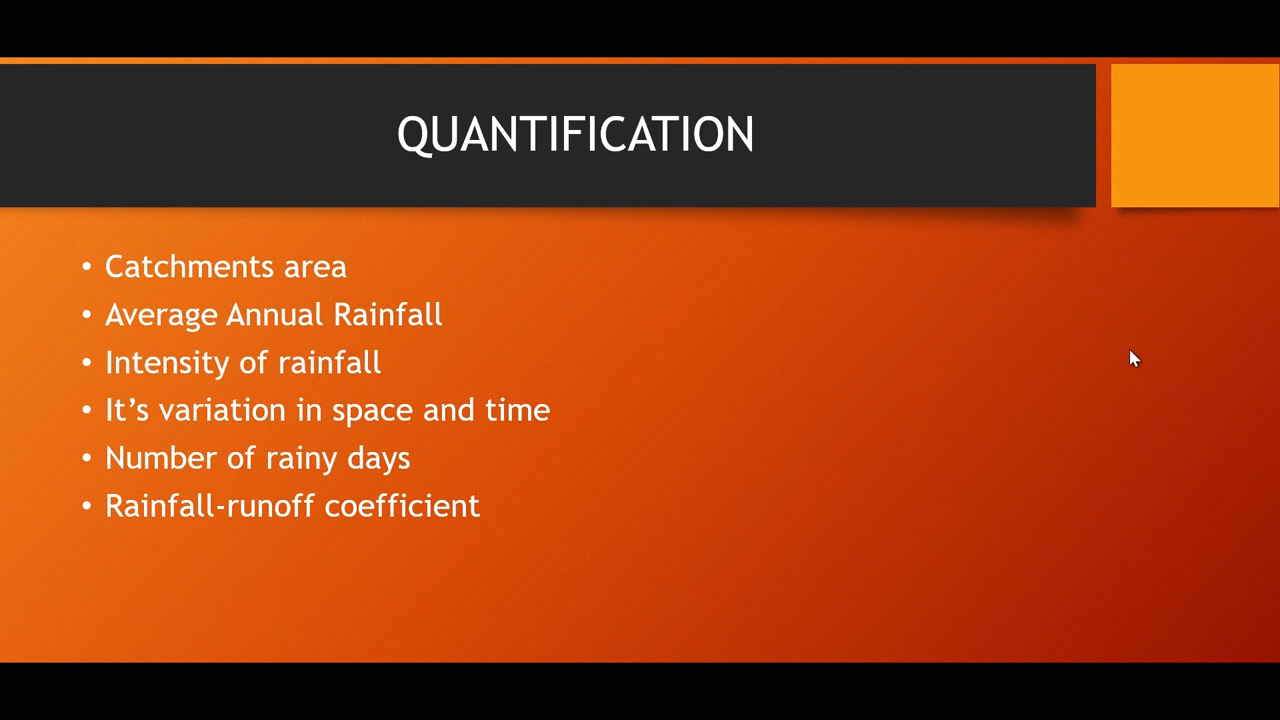 QUANTIFICATION
• Catchments area
• Average Annual Rainfall
• Intensity of rainfall
• It’s variation in space and time
• Number of rainy days
• Rainfall-runoff coefficient